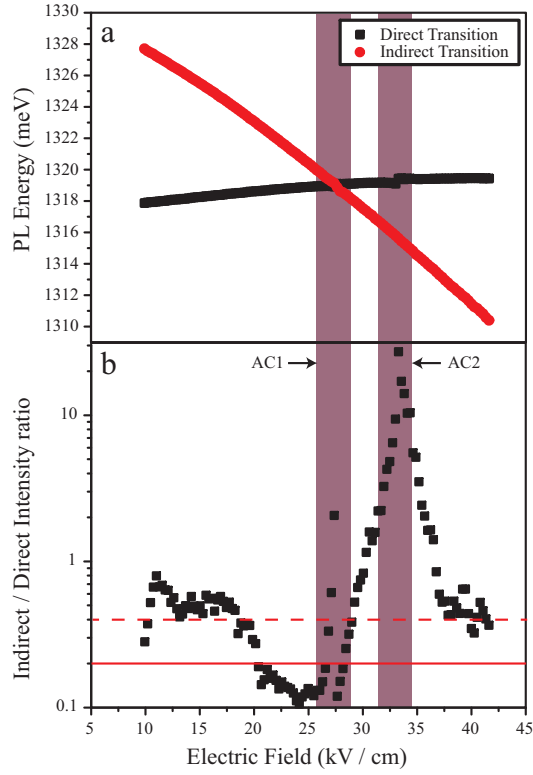 a
Direct Transition
Indirect Transition
PL Energy (meV)
1330
1328
1326
1324
1322
1320
1318
1316
1314
1312
1310
b
AC1
AC2
Indirect / Direct Intensity ratio
10
1
0.1
5 10 15 20 25 30 35 40 45
Electric Field (kV / cm)